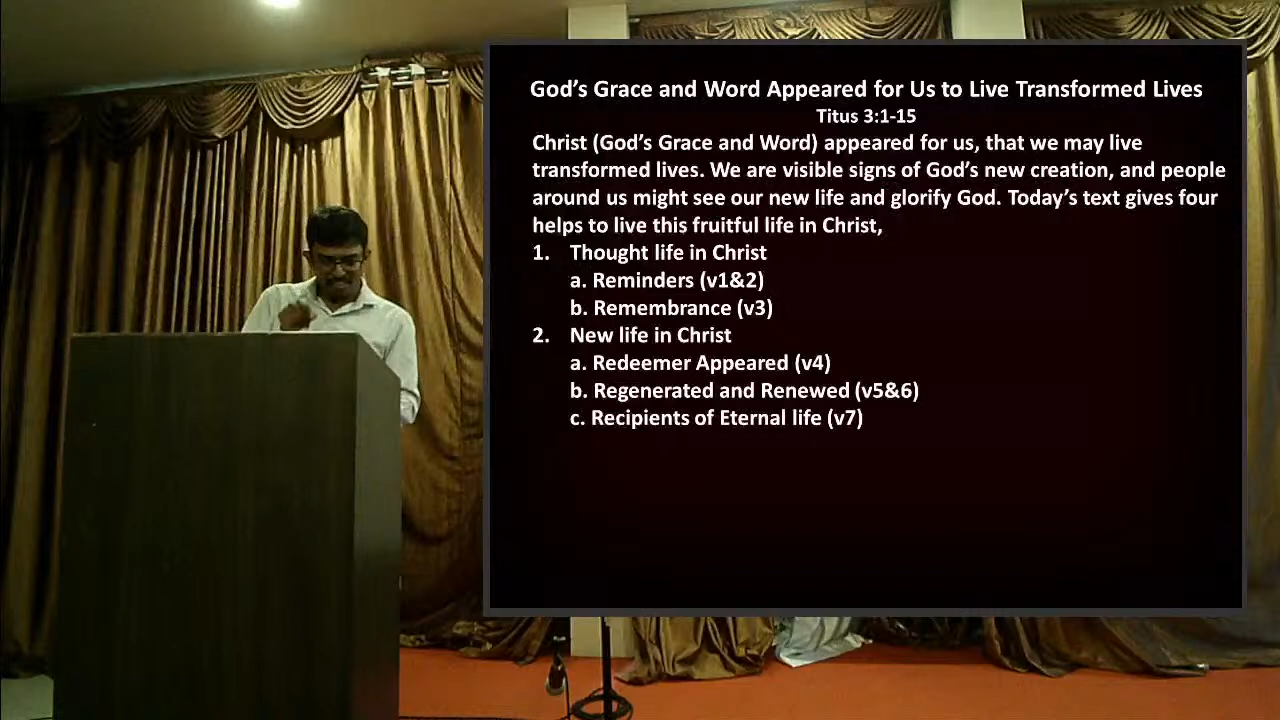 God’s Grace and Word Appeared for Us to Live Transformed Lives
Titus 3:1-15
Christ (God’s Grace and Word) appeared for us, that we may live
transformed lives. We are visible signs of God’s new creation, and people
around us might see our new life and glorify God. Today’s text gives four
helps to live this fruitful life in Christ,
1. Thought life in Christ
a. Reminders (v1&2)
b. Remembrance (v3)
2. New life in Christ
a. Redeemer Appeared (v4)
b. Regenerated and Renewed (v5&6)
c. Recipients of Eternal life (v7)